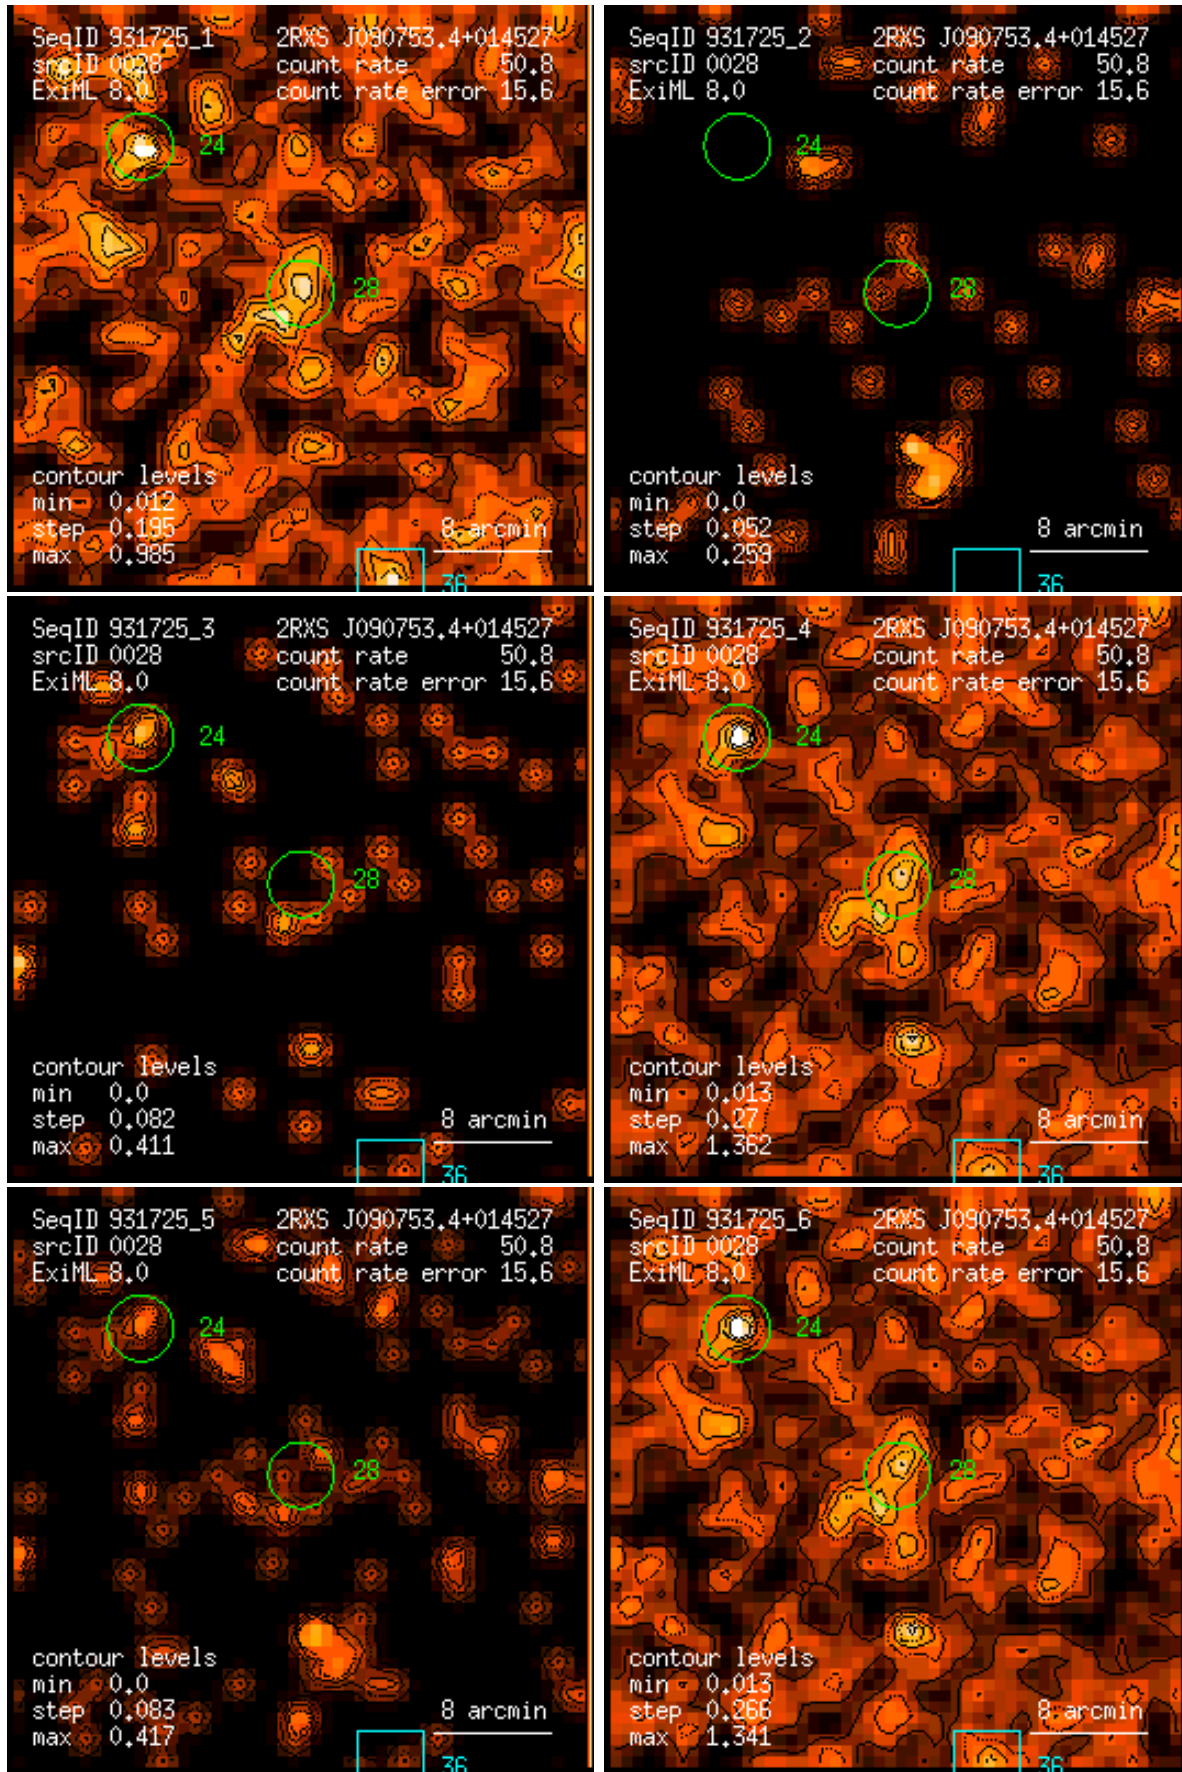 SeqID 931725_1 2RXS J090753.4+014527
srcID 0028 count rate 50.8
ExiML 8.0 count rate error 15.6
24
28
contour levels
min 0.012
step 0.195
max 0.985
8 arcmin
36
SeqID 931725_2 2RXS J090753.4+014527
srcID 0028 count rate 50.8
ExiML 8.0 count rate error 15.6
24
28
contour levels
min 0.0
step 0.052
max 0.259
8 arcmin
36
SeqID 931725_3 2RXS J090753.4+014527
srcID 0028 count rate 50.8
ExiML 8.0 count rate error 15.6
24
28
contour levels
min 0.0
step 0.082
max 0.411
8 arcmin
36
SeqID 931725_4 2RXS J090753.4+014527
srcID 0028 count rate 50.8
ExiML 8.0 count rate error 15.6
24
28
contour levels
min 0.013
step 0.27
max 1.362
8 arcmin
36
SeqID 931725_5 2RXS J090753.4+014527
srcID 0028 count rate 50.8
ExiML 8.0 count rate error 15.6
24
28
contour levels
min 0.0
step 0.083
max 0.417
8 arcmin
36
SeqID 931725_6 2RXS J090753.4+014527
srcID 0028 count rate 50.8
ExiML 8.0 count rate error 15.6
24
28
contour levels
min 0.013
step 0.266
max 1.341
8 arcmin
36